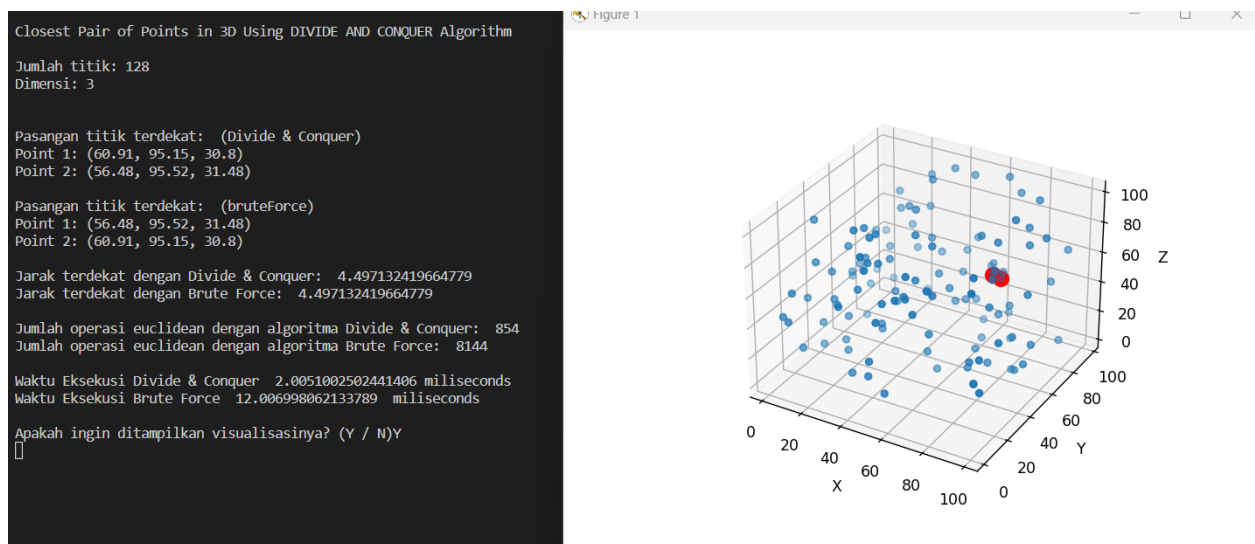 Closest Pair of Points in 3D Using DIVIDE AND CONQUER Algorithm
Jumlah titik: 128
Dimensi: 3
Pasangan titik terdekat:  (Divide & Conquer)
Point 1: (60.91, 95.15, 30.8)
Point 2: (56.48, 95.52, 31.48)
Pasangan titik terdekat:  (bruteForce)
Point 1: (56.48, 95.52, 31.48)
Point 2: (60.91, 95.15, 30.8)
Jarak terdekat dengan Divide & Conquer:  4.497132419664779
Jarak terdekat dengan Brute Force:  4.497132419664779
Jumlah operasi euclidean dengan algoritma Divide & Conquer:  854
Jumlah operasi euclidean dengan algoritma Brute Force:  8144
Waktu Eksekusi Divide & Conquer  2.0051002502441406 miliseconds
Waktu Eksekusi Brute Force  12.006998062133789  miliseconds
Apakah ingin ditampilkan visualisasinya? (Y / N)Y
Figure 1
100
80
60
40
20
0
Z
100
80
60
40
20
0
Y
0
20
40
60
80
100
X